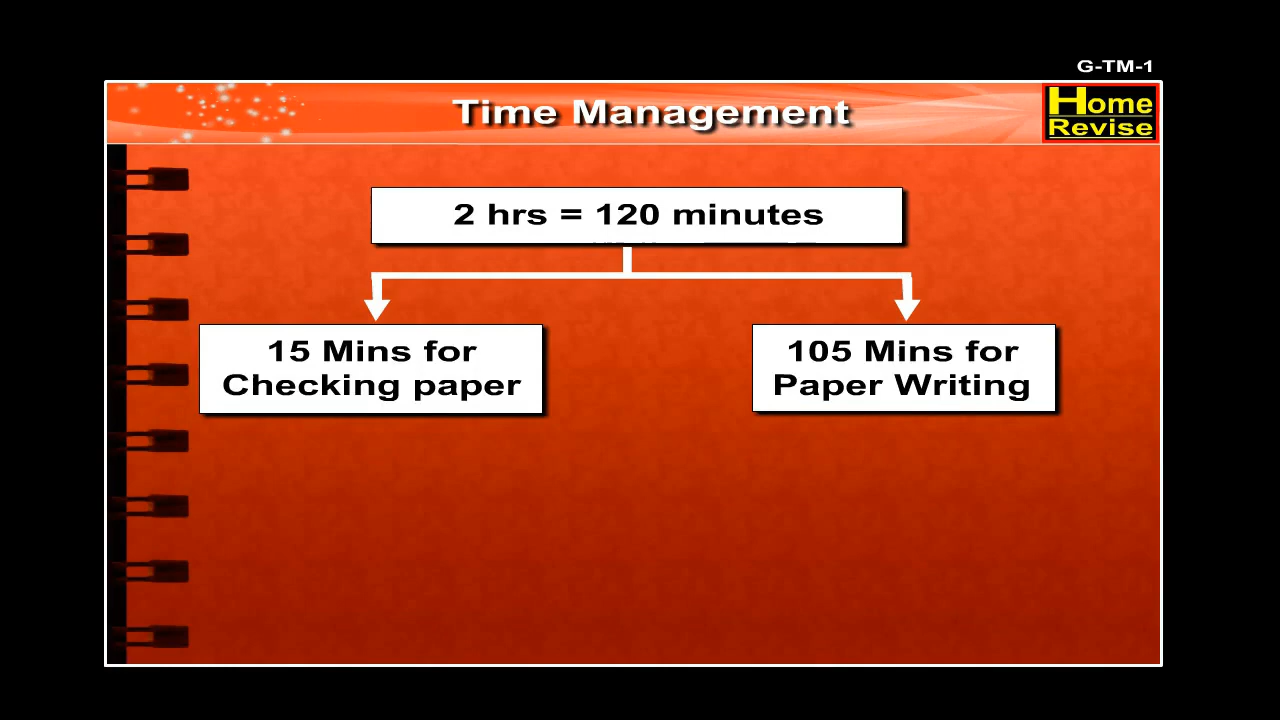 G-TM-1
Time Management
Home
Revise
2 hrs = 120 minutes
15 Mins for
Checking paper
105 Mins for
Paper Writing